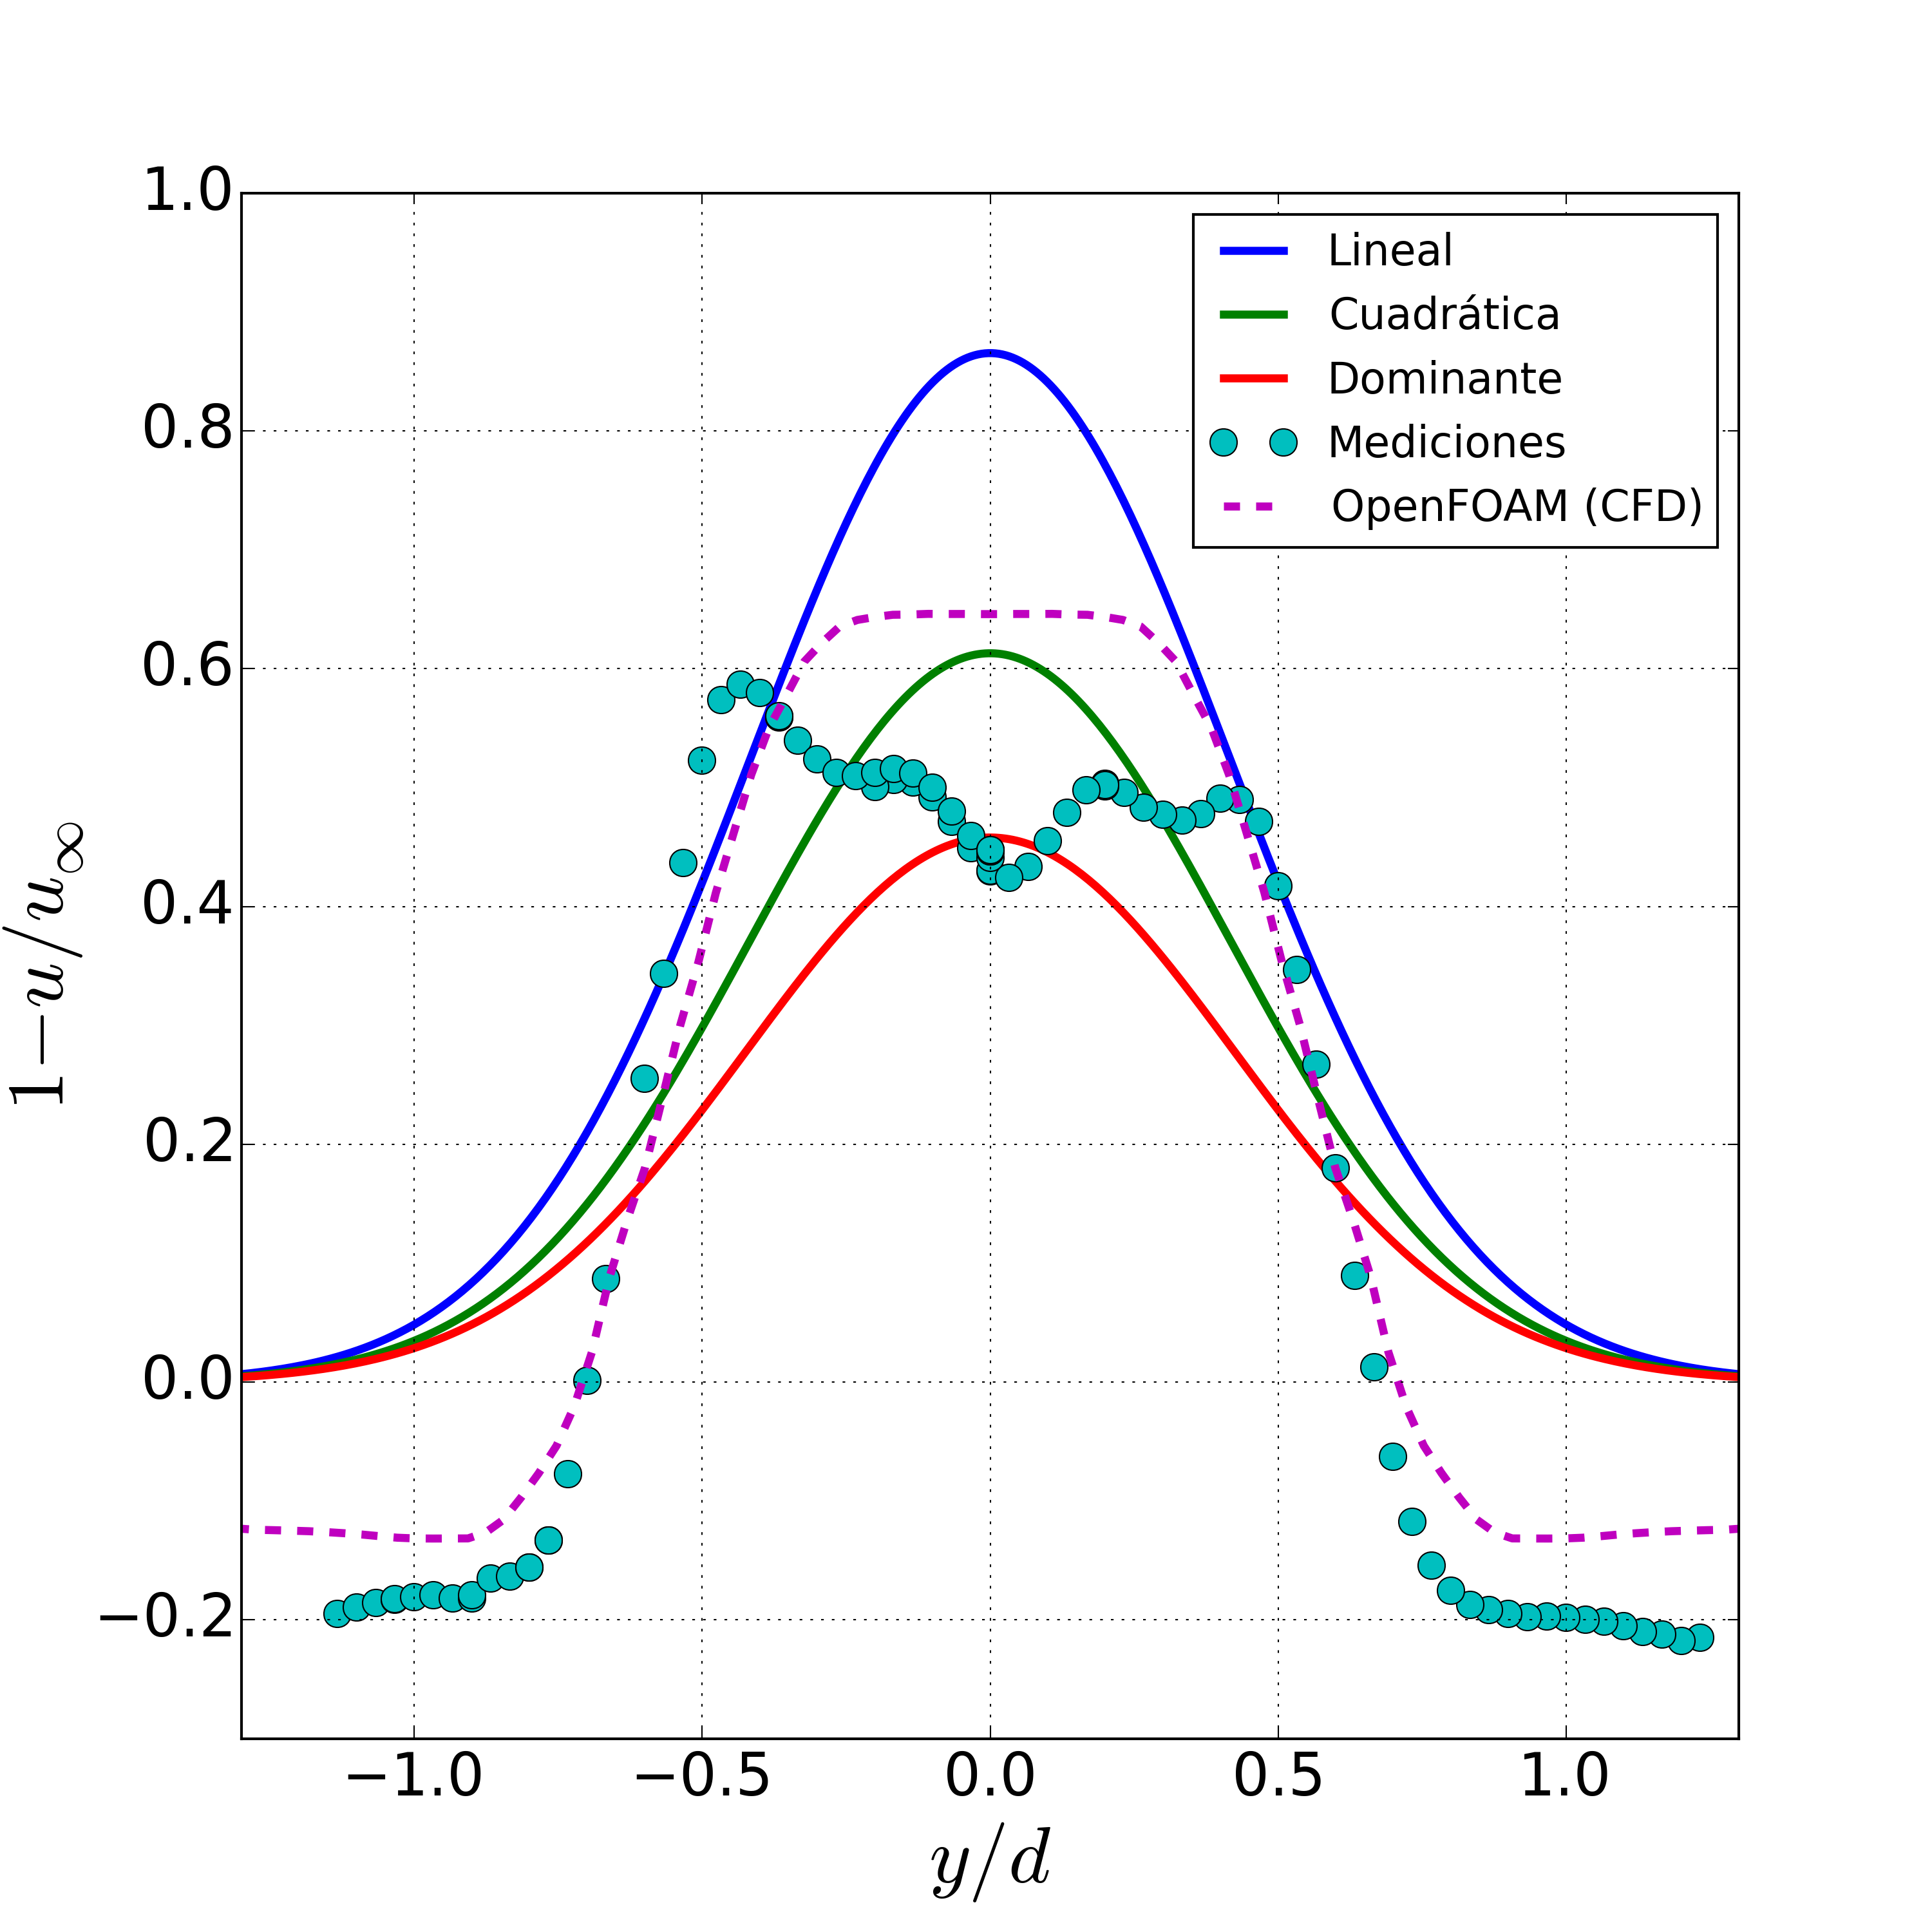 1.0
0.8
0.6
0.4
0.2
0.0
−0.2
−1.0
−0.5
0.0
0.5
1.0
1−u/u∞
y/d
Lineal
Cuadrática
Dominante
Mediciones
OpenFOAM (CFD)